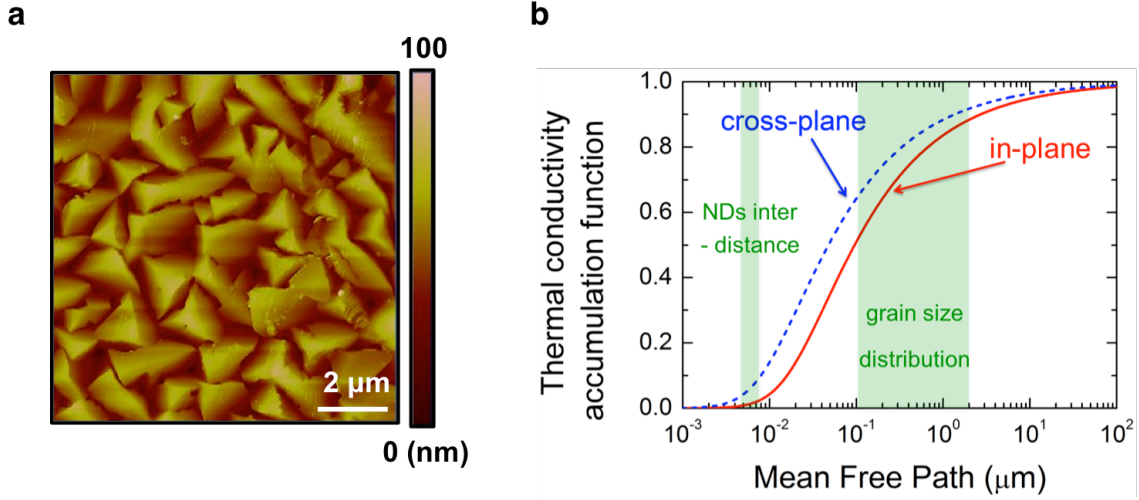 a
100
2 μm
0 (nm)
b
Thermal conductivity
accumulation function
1.0
0.8
0.6
0.4
0.2
0.0
cross-plane
in-plane
NDs inter
- distance
grain size
distribution
10⁻³ 10⁻² 10⁻¹ 10⁰ 10¹ 10²
Mean Free Path (μm)